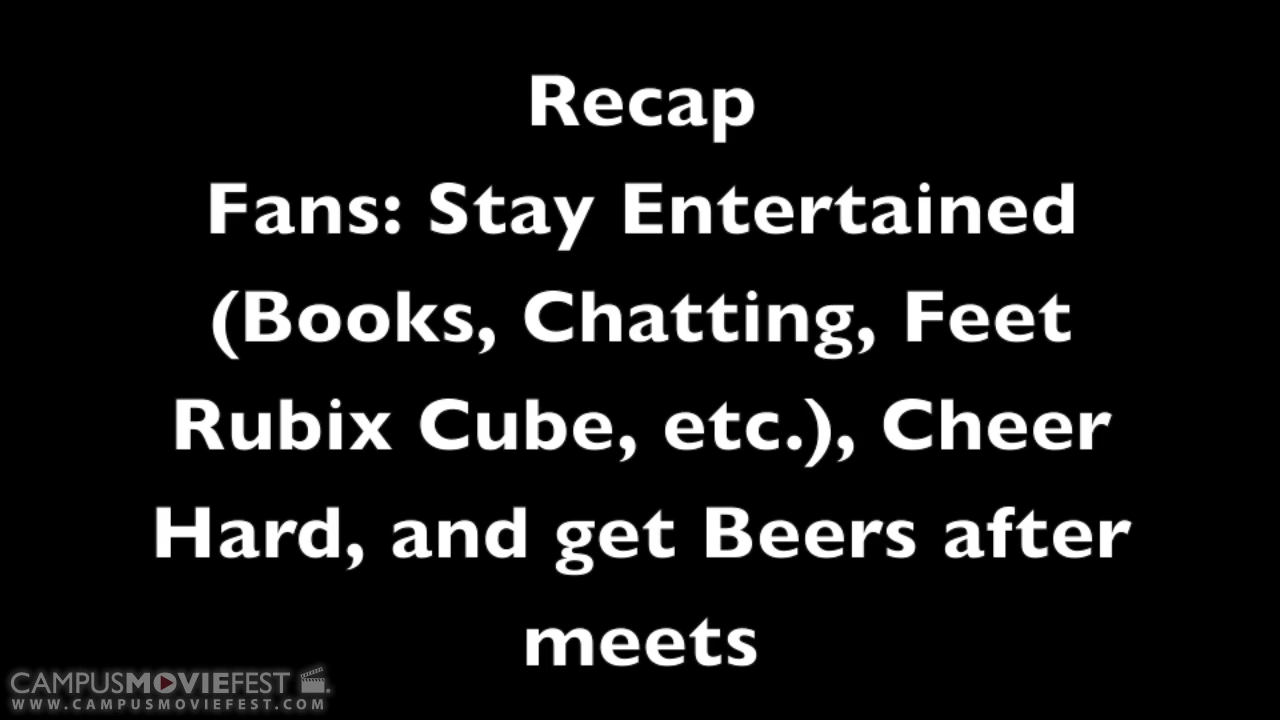 Recap
Fans: Stay Entertained
(Books, Chatting, Feet
Rubix Cube, etc.), Cheer
Hard, and get Beers after
meets
CAMPUSMOVIEFEST
WWW.CAMPUSMOVIEFEST.COM